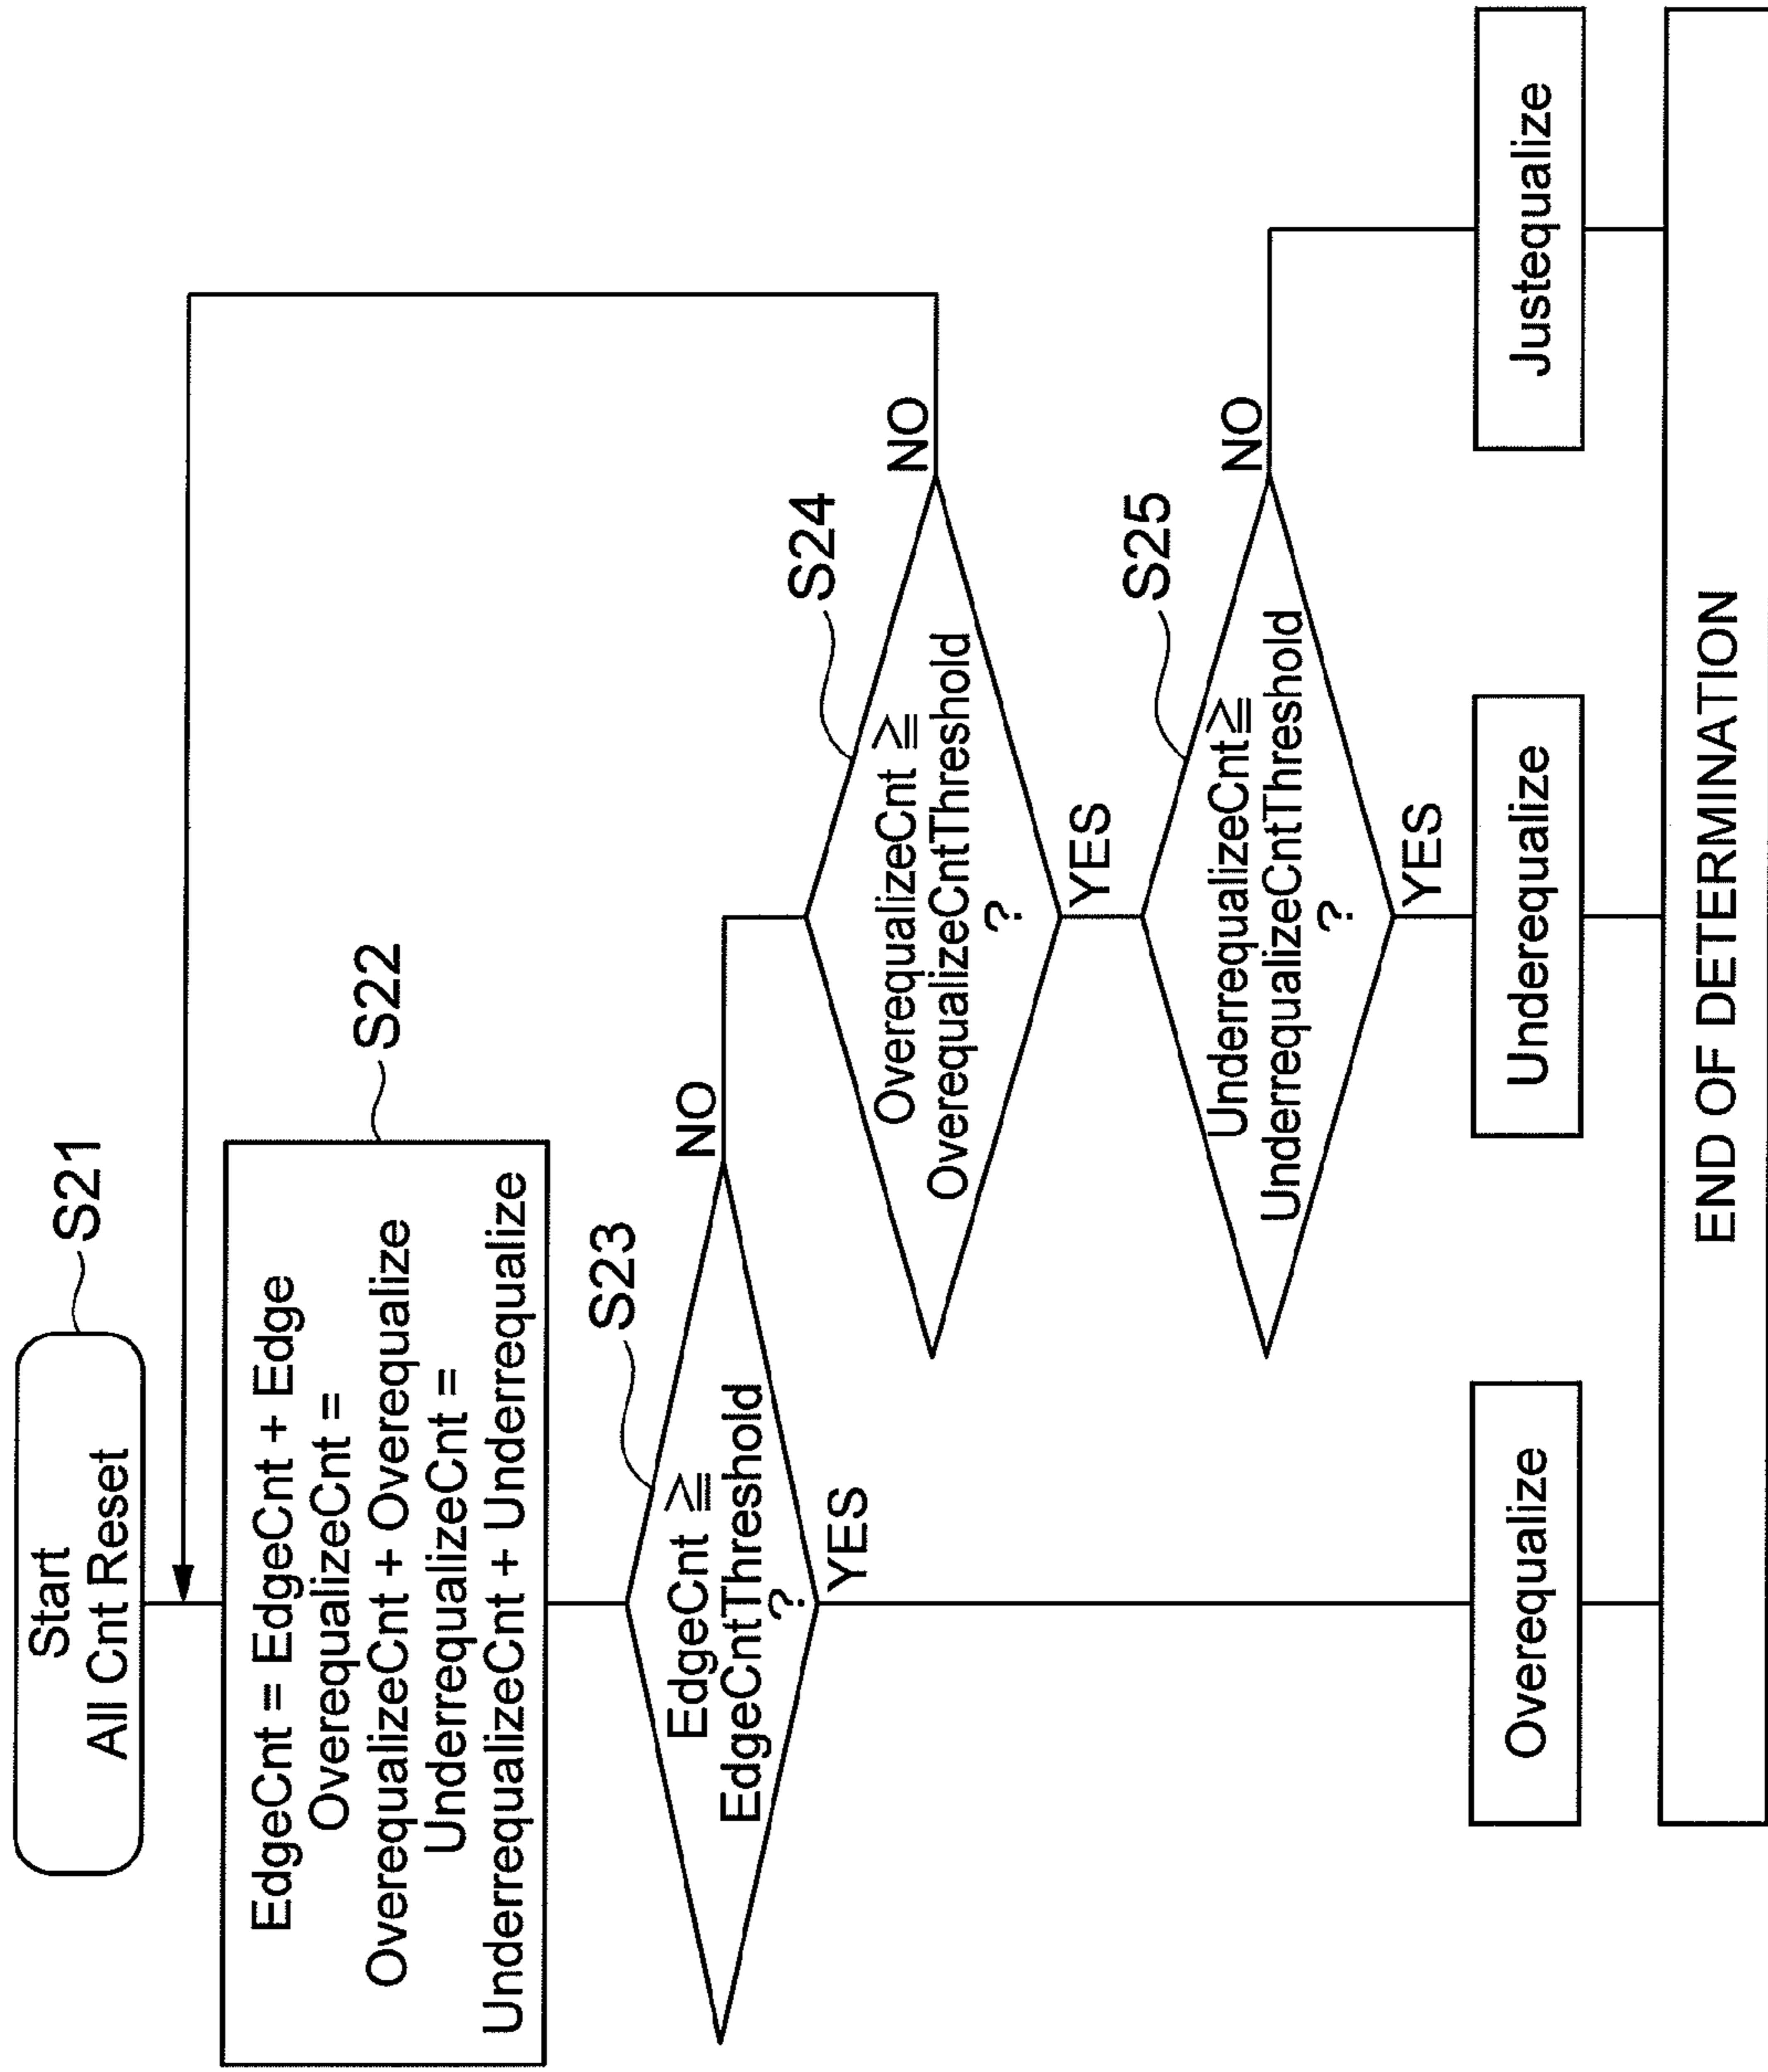 Start
All Cnt Reset
S21
EdgeCnt = EdgeCnt + Edge
OverequalizeCnt =
OverequalizeCnt + Overequalize
UnderrequalizeCnt =
UnderrequalizeCnt + Underrequalize
S22
EdgeCnt ≧
EdgeCntThreshold
?
S23
NO
YES
OverequalizeCnt ≧
OverequalizeCntThreshold
?
S24
NO
YES
UnderrequalizeCnt≧
UnderrequalizeCntThreshold
?
S25
NO
YES
Overequalize
Underequalize
Justequalize
END OF DETERMINATION